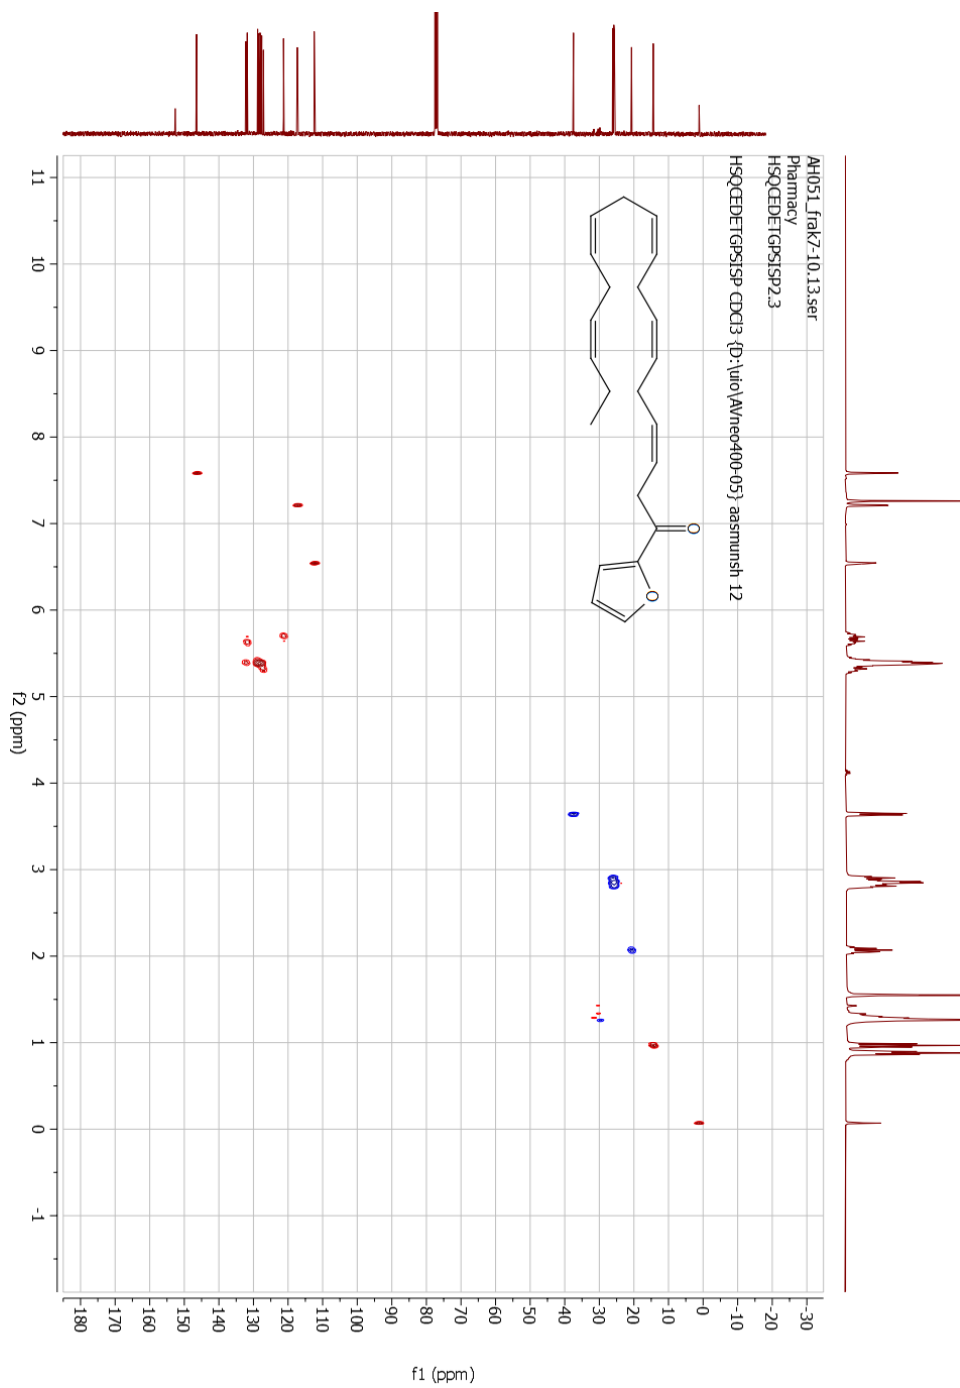 AH051_frak7-10.13.ser
Pharmacy
HSQCEDETGPSISP2.3
HSQCEDETGPSISP CDCl3 {D:\uio\AVneo400-05} aasmunsh 12
O
O
11 10 9 8 7 6 5 4 3 2 1 0 -1
f2 (ppm)
-30
-20
-10
0
10
20
30
40
50
60
70
80
90
100
110
120
130
140
150
160
170
180
f1 (ppm)